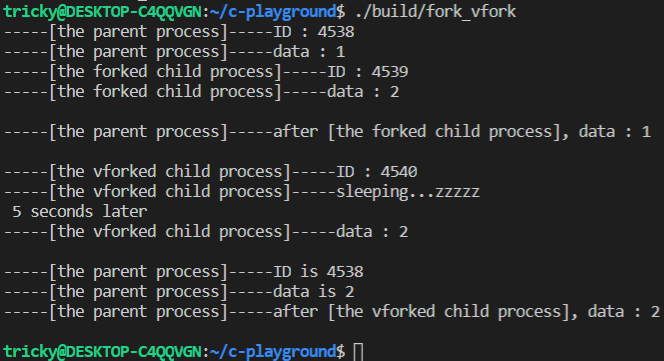 tricky@DESKTOP-C4QQVGN:~/c-playground$ ./build/fork_vfork
-----[the parent process]-----ID : 4538
-----[the parent process]-----data : 1
-----[the forked child process]-----ID : 4539
-----[the forked child process]-----data : 2
-----[the parent process]-----after [the forked child process], data : 1
-----[the vforked child process]-----ID : 4540
-----[the vforked child process]-----sleeping...zzzzz
 5 seconds later
-----[the vforked child process]-----data : 2
-----[the parent process]-----ID is 4538
-----[the parent process]-----data is 2
-----[the parent process]-----after [the vforked child process], data : 2
tricky@DESKTOP-C4QQVGN:~/c-playground$